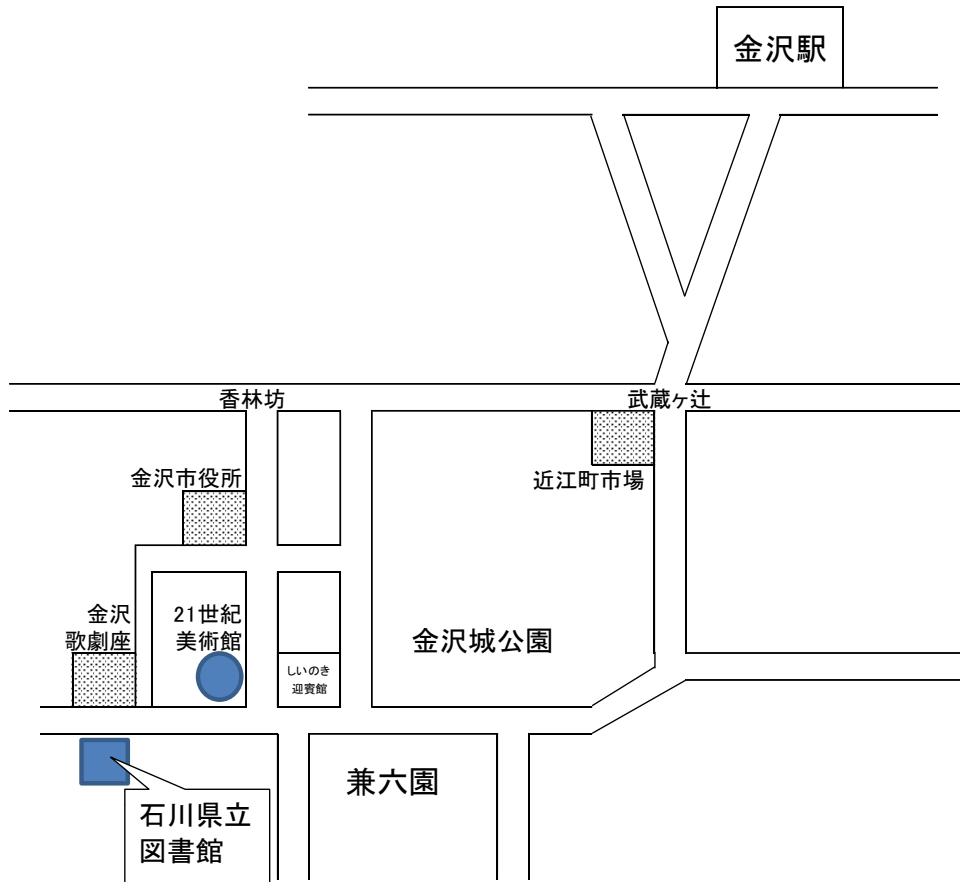 金沢駅
香林坊
武蔵ヶ辻
金沢市役所
近江町市場
金沢
歌劇座
21世紀
美術館
金沢城公園
しいのき
迎賓館
兼六園
石川県立
図書館